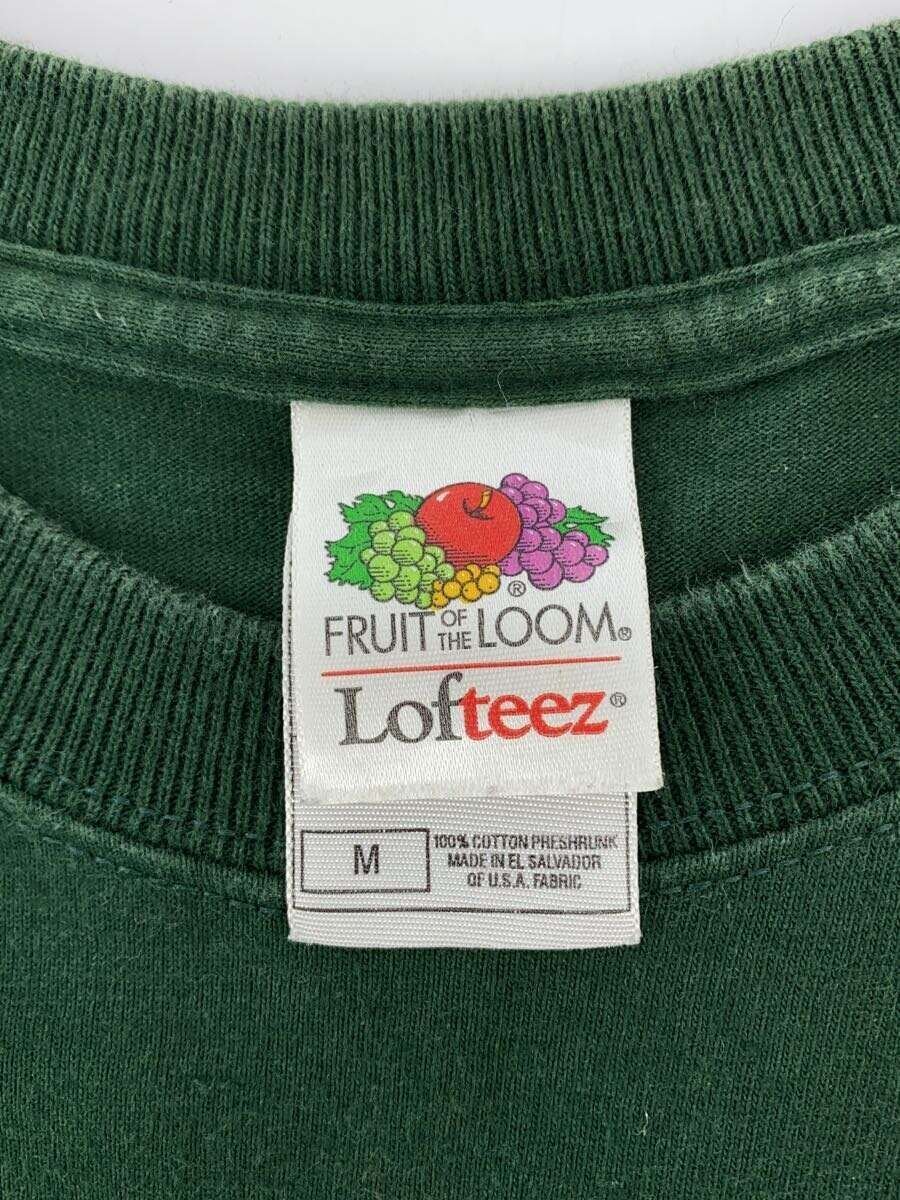 ®
FRUIT OF THE LOOM®
Lofteez®
M
100% COTTON PRESHRUNK
MADE IN EL SALVADOR
OF U.S.A. FABRIC